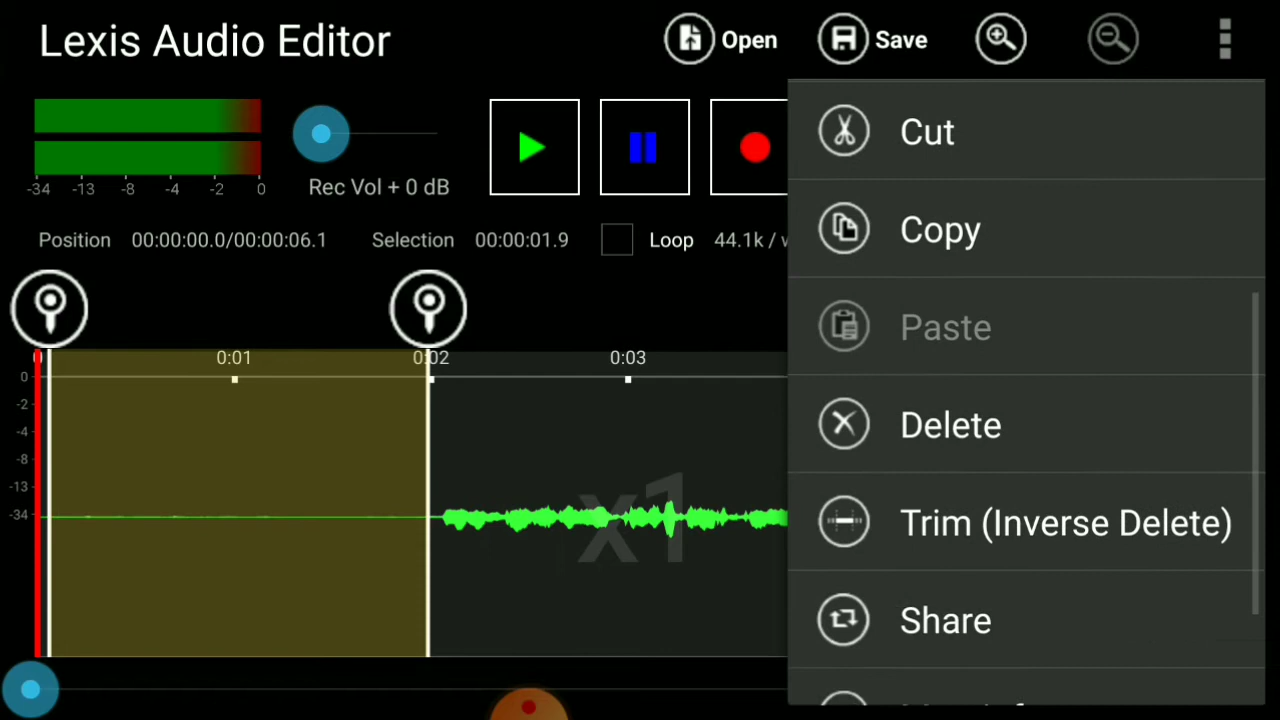 Lexis Audio Editor
Open
Save
Cut
Copy
Paste
Delete
Trim (Inverse Delete)
Share
-34 -13 -8 -4 -2 0
Rec Vol + 0 dB
Position 00:00:00.0/00:00:06.1 Selection 00:00:01.9 Loop 44.1k /
0 0:01 0:02 0:03
0
-2
-4
-8
-13
-34
x1